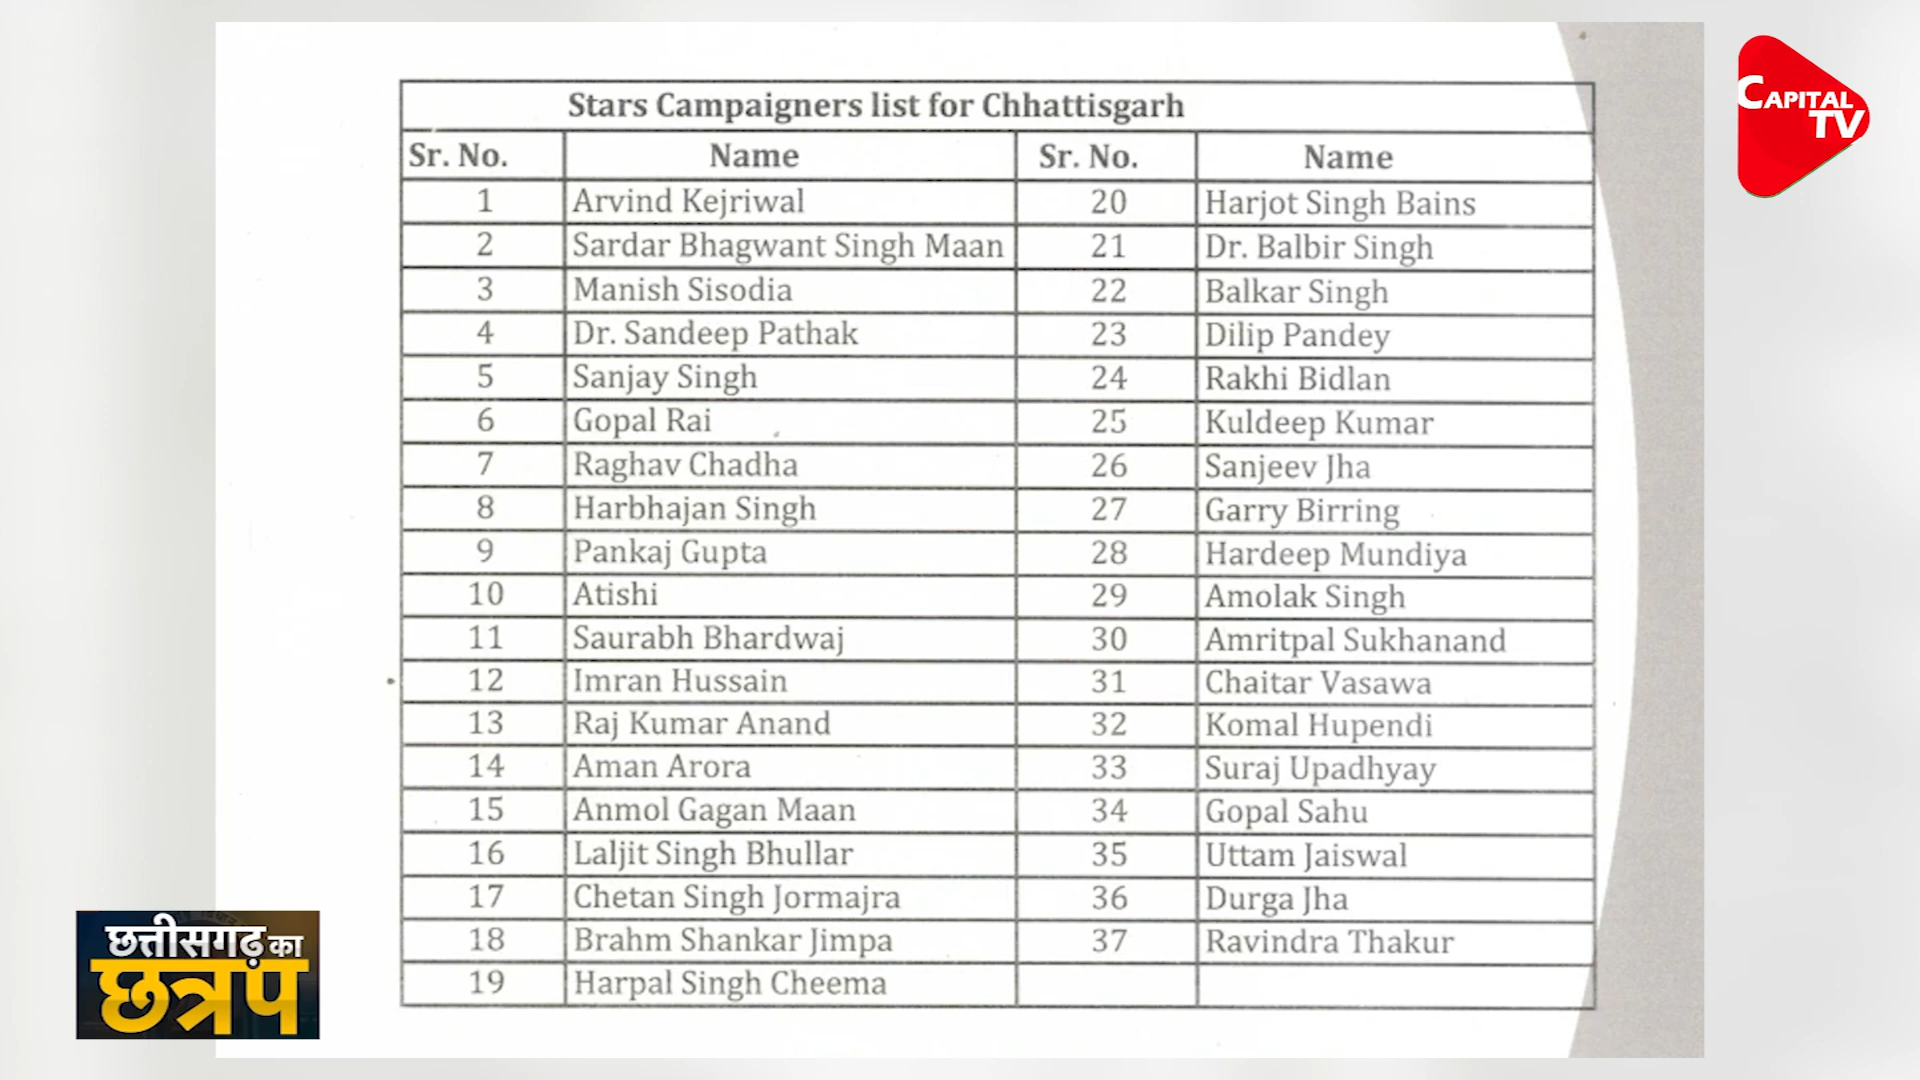 CAPITAL
TV
Stars Campaigners list for Chhattisgarh
Sr. No. Name Sr. No. Name
1 Arvind Kejriwal 20 Harjot Singh Bains
2 Sardar Bhagwant Singh Maan 21 Dr. Balbir Singh
3 Manish Sisodia 22 Balkar Singh
4 Dr. Sandeep Pathak 23 Dilip Pandey
5 Sanjay Singh 24 Rakhi Bidlan
6 Gopal Rai 25 Kuldeep Kumar
7 Raghav Chadha 26 Sanjeev Jha
8 Harbhajan Singh 27 Garry Birring
9 Pankaj Gupta 28 Hardeep Mundiya
10 Atishi 29 Amolak Singh
11 Saurabh Bhardwaj 30 Amritpal Sukhanand
12 Imran Hussain 31 Chaitar Vasawa
13 Raj Kumar Anand 32 Komal Hupendi
14 Aman Arora 33 Suraj Upadhyay
15 Anmol Gagan Maan 34 Gopal Sahu
16 Laljit Singh Bhullar 35 Uttam Jaiswal
17 Chetan Singh Jormajra 36 Durga Jha
18 Brahm Shankar Jimpa 37 Ravindra Thakur
19 Harpal Singh Cheema
छत्तीसगढ़ का
छत्रप